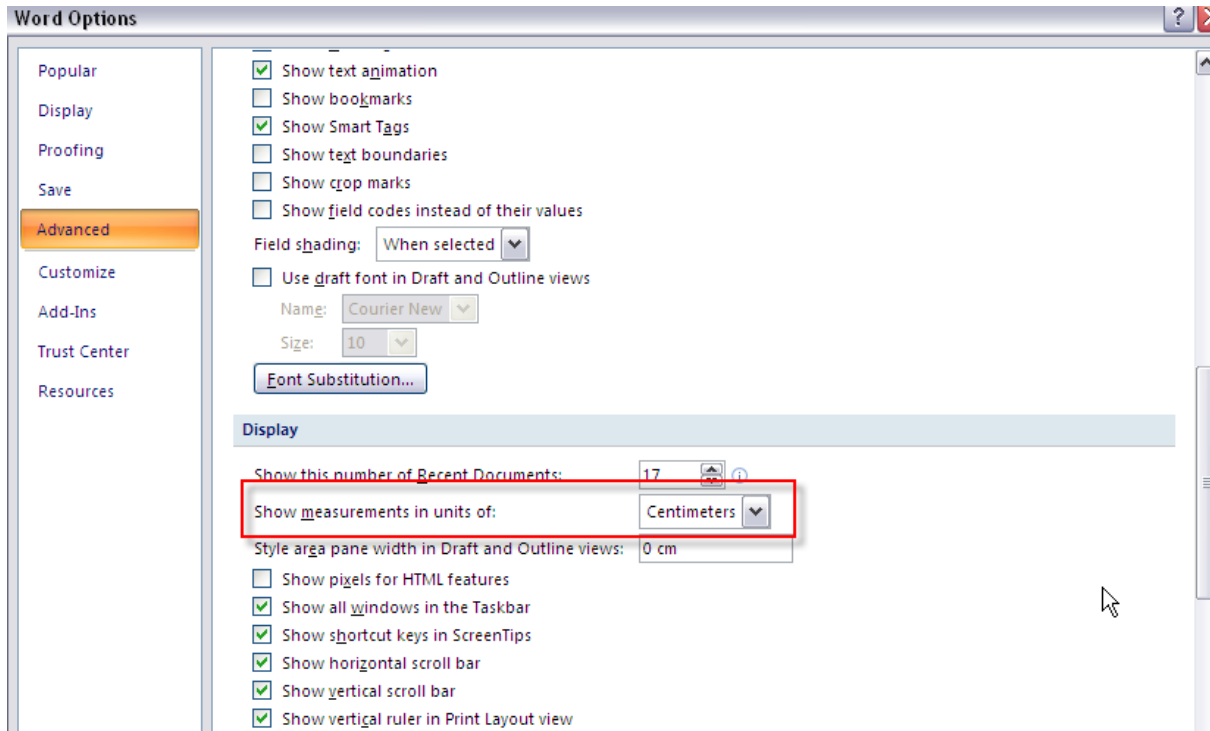 Word Options
Popular
Display
Proofing
Save
Advanced
Customize
Add-Ins
Trust Center
Resources
Show text animation
Show bookmarks
Show Smart Tags
Show text boundaries
Show crop marks
Show field codes instead of their values
Field shading: When selected
Use draft font in Draft and Outline views
Name: Courier New
Size: 10
Font Substitution...
Display
Show this number of Recent Documents: 17
Show measurements in units of: Centimeters
Style area pane width in Draft and Outline views: 0 cm
Show pixels for HTML features
Show all windows in the Taskbar
Show shortcut keys in ScreenTips
Show horizontal scroll bar
Show vertical scroll bar
Show vertical ruler in Print Layout view